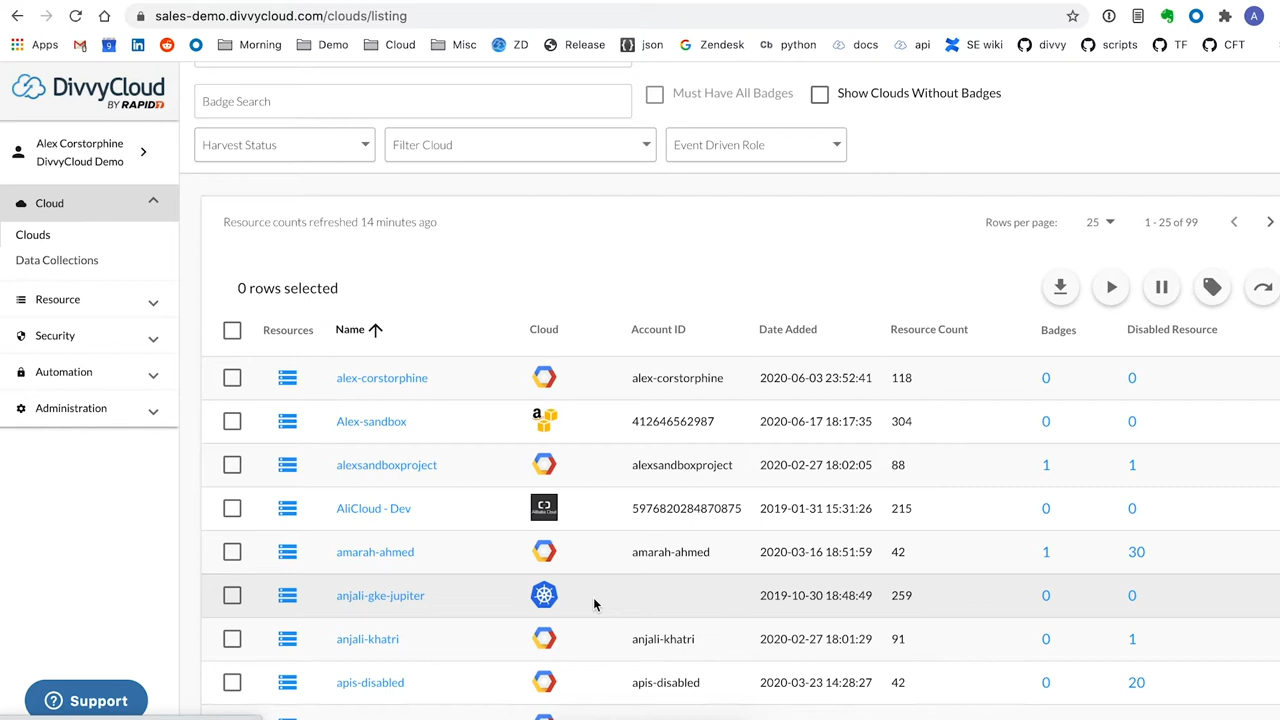 sales-demo.divvycloud.com/clouds/listing
Apps Morning Demo Cloud Misc ZD Release json Zendesk Cb python docs api SE wiki divvy scripts TF CFT
A
DivvyCloud
BY RAPID7
Alex Corstorphine
DivvyCloud Demo
Cloud
Clouds
Data Collections
Resource
Security
Automation
Administration
Support
Badge Search
Must Have All Badges
Show Clouds Without Badges
Harvest Status
Filter Cloud
Event Driven Role
Resource counts refreshed 14 minutes ago
Rows per page: 25 1 - 25 of 99
0 rows selected
Resources Name Cloud Account ID Date Added Resource Count Badges Disabled Resource
alex-corstorphine alex-corstorphine 2020-06-03 23:52:41 118 0 0
Alex-sandbox a 412646562987 2020-06-17 18:17:35 304 0 0
alexsandboxproject alexsandboxproject 2020-02-27 18:02:05 88 1 1
AliCloud - Dev 5976820284870875 2019-01-31 15:31:26 215 0 0
amarah-ahmed amarah-ahmed 2020-03-16 18:51:59 42 1 30
anjali-gke-jupiter 2019-10-30 18:48:49 259 0 0
anjali-khatri anjali-khatri 2020-02-27 18:01:29 91 0 1
apis-disabled apis-disabled 2020-03-23 14:28:27 42 0 20